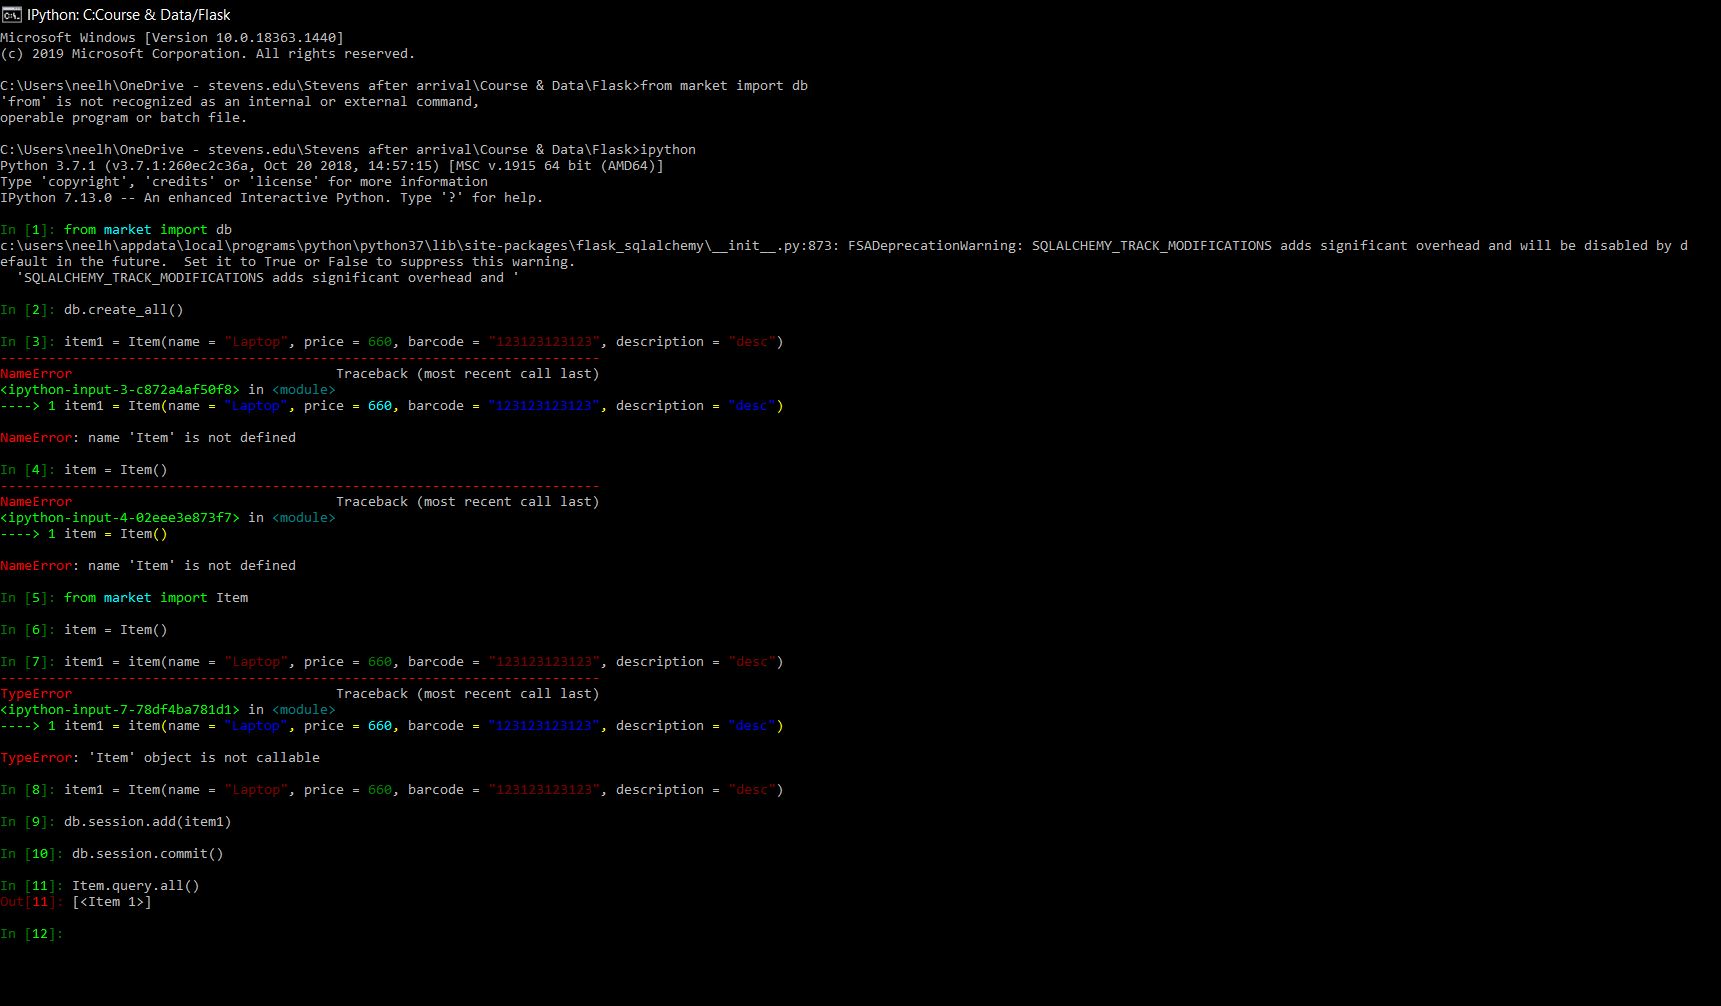 IPython: C:Course & Data/Flask
Microsoft Windows [Version 10.0.18363.1440]
(c) 2019 Microsoft Corporation. All rights reserved.
C:\Users\neelh\OneDrive - stevens.edu\Stevens after arrival\Course & Data\Flask>from market import db
'from' is not recognized as an internal or external command,
operable program or batch file.
C:\Users\neelh\OneDrive - stevens.edu\Stevens after arrival\Course & Data\Flask>ipython
Python 3.7.1 (v3.7.1:260ec2c36a, Oct 20 2018, 14:57:15) [MSC v.1915 64 bit (AMD64)]
Type 'copyright', 'credits' or 'license' for more information
IPython 7.13.0 -- An enhanced Interactive Python. Type '?' for help.
In [1]: from market import db
c:\users\neelh\appdata\local\programs\python\python37\lib\site-packages\flask_sqlalchemy\__init__.py:873: FSADeprecationWarning: SQLALCHEMY_TRACK_MODIFICATIONS adds significant overhead and will be disabled by d
efault in the future.  Set it to True or False to suppress this warning.
  'SQLALCHEMY_TRACK_MODIFICATIONS adds significant overhead and '
In [2]: db.create_all()
In [3]: item1 = Item(name = "Laptop", price = 660, barcode = "123123123123", description = "desc")
---------------------------------------------------------------------------
NameError                                 Traceback (most recent call last)
<ipython-input-3-c872a4af50f8> in <module>
----> 1 item1 = Item(name = "Laptop", price = 660, barcode = "123123123123", description = "desc")
NameError: name 'Item' is not defined
In [4]: item = Item()
---------------------------------------------------------------------------
NameError                                 Traceback (most recent call last)
<ipython-input-4-02eee3e873f7> in <module>
----> 1 item = Item()
NameError: name 'Item' is not defined
In [5]: from market import Item
In [6]: item = Item()
In [7]: item1 = item(name = "Laptop", price = 660, barcode = "123123123123", description = "desc")
---------------------------------------------------------------------------
TypeError                                 Traceback (most recent call last)
<ipython-input-7-78df4ba781d1> in <module>
----> 1 item1 = item(name = "Laptop", price = 660, barcode = "123123123123", description = "desc")
TypeError: 'Item' object is not callable
In [8]: item1 = Item(name = "Laptop", price = 660, barcode = "123123123123", description = "desc")
In [9]: db.session.add(item1)
In [10]: db.session.commit()
In [11]: Item.query.all()
Out[11]: [<Item 1>]
In [12]: